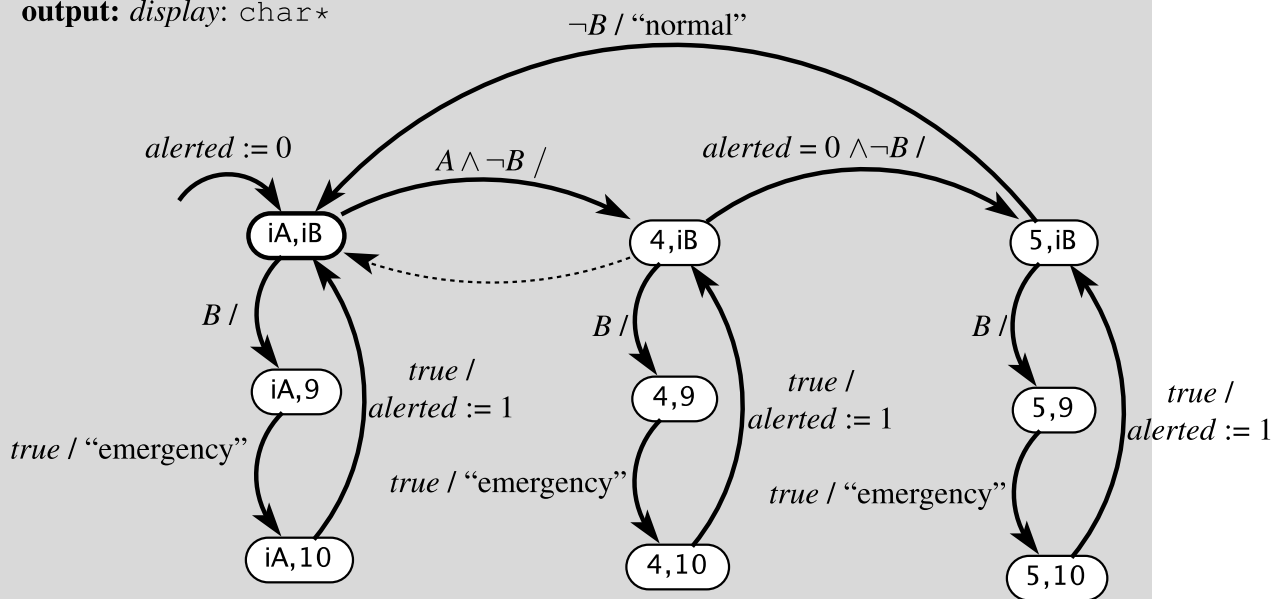 output: display: char*
¬B / “normal”
alerted := 0
A ∧ ¬B /
alerted = 0 ∧¬B /
iA,iB
4,iB
5,iB
B /
B /
B /
iA,9
4,9
5,9
true /
alerted := 1
true /
alerted := 1
true /
alerted := 1
true / “emergency”
true / “emergency”
true / “emergency”
iA,10
4,10
5,10